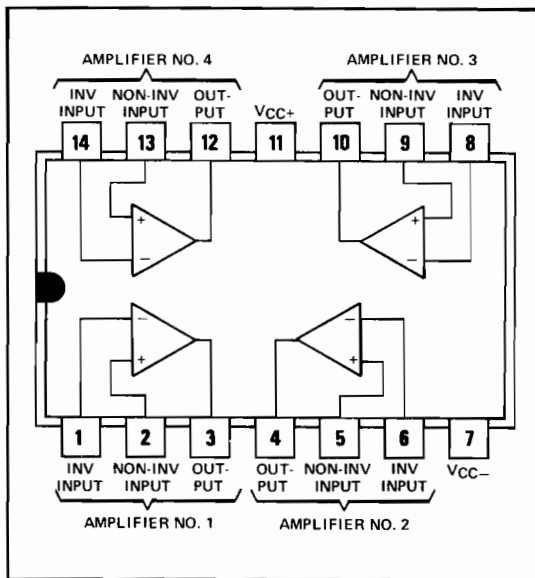 AMPLIFIER NO. 4 AMPLIFIER NO. 3
INV INPUT NON-INV INPUT OUT-PUT VCC+ OUT-PUT NON-INV INPUT INV INPUT
14 13 12 11 10 9 8
+ +
− −
− −
+ +
1 2 3 4 5 6 7
INV INPUT NON-INV INPUT OUT-PUT OUT-PUT NON-INV INPUT INV INPUT VCC−
AMPLIFIER NO. 1 AMPLIFIER NO. 2